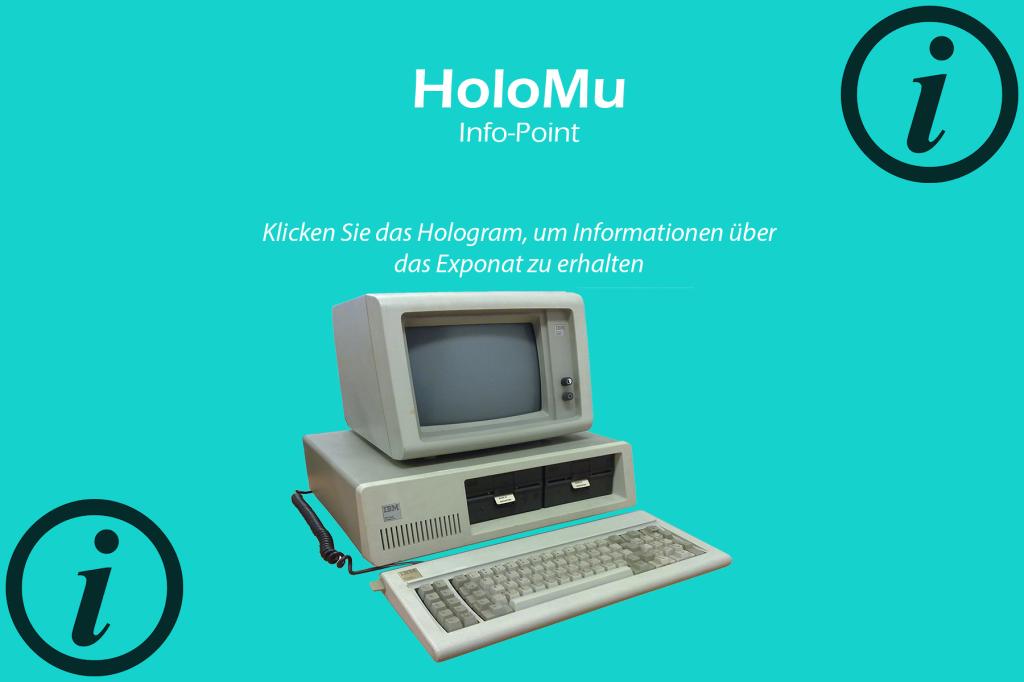 HoloMu
Info-Point
Klicken Sie das Hologram, um Informationen über
das Exponat zu erhalten
IBM
i
i